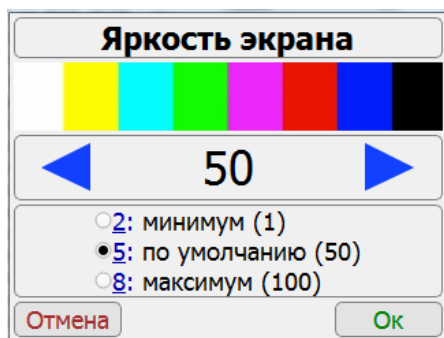 Яркость экрана
50
2: минимум (1)
5: по умолчанию (50)
8: максимум (100)
Отмена Ок